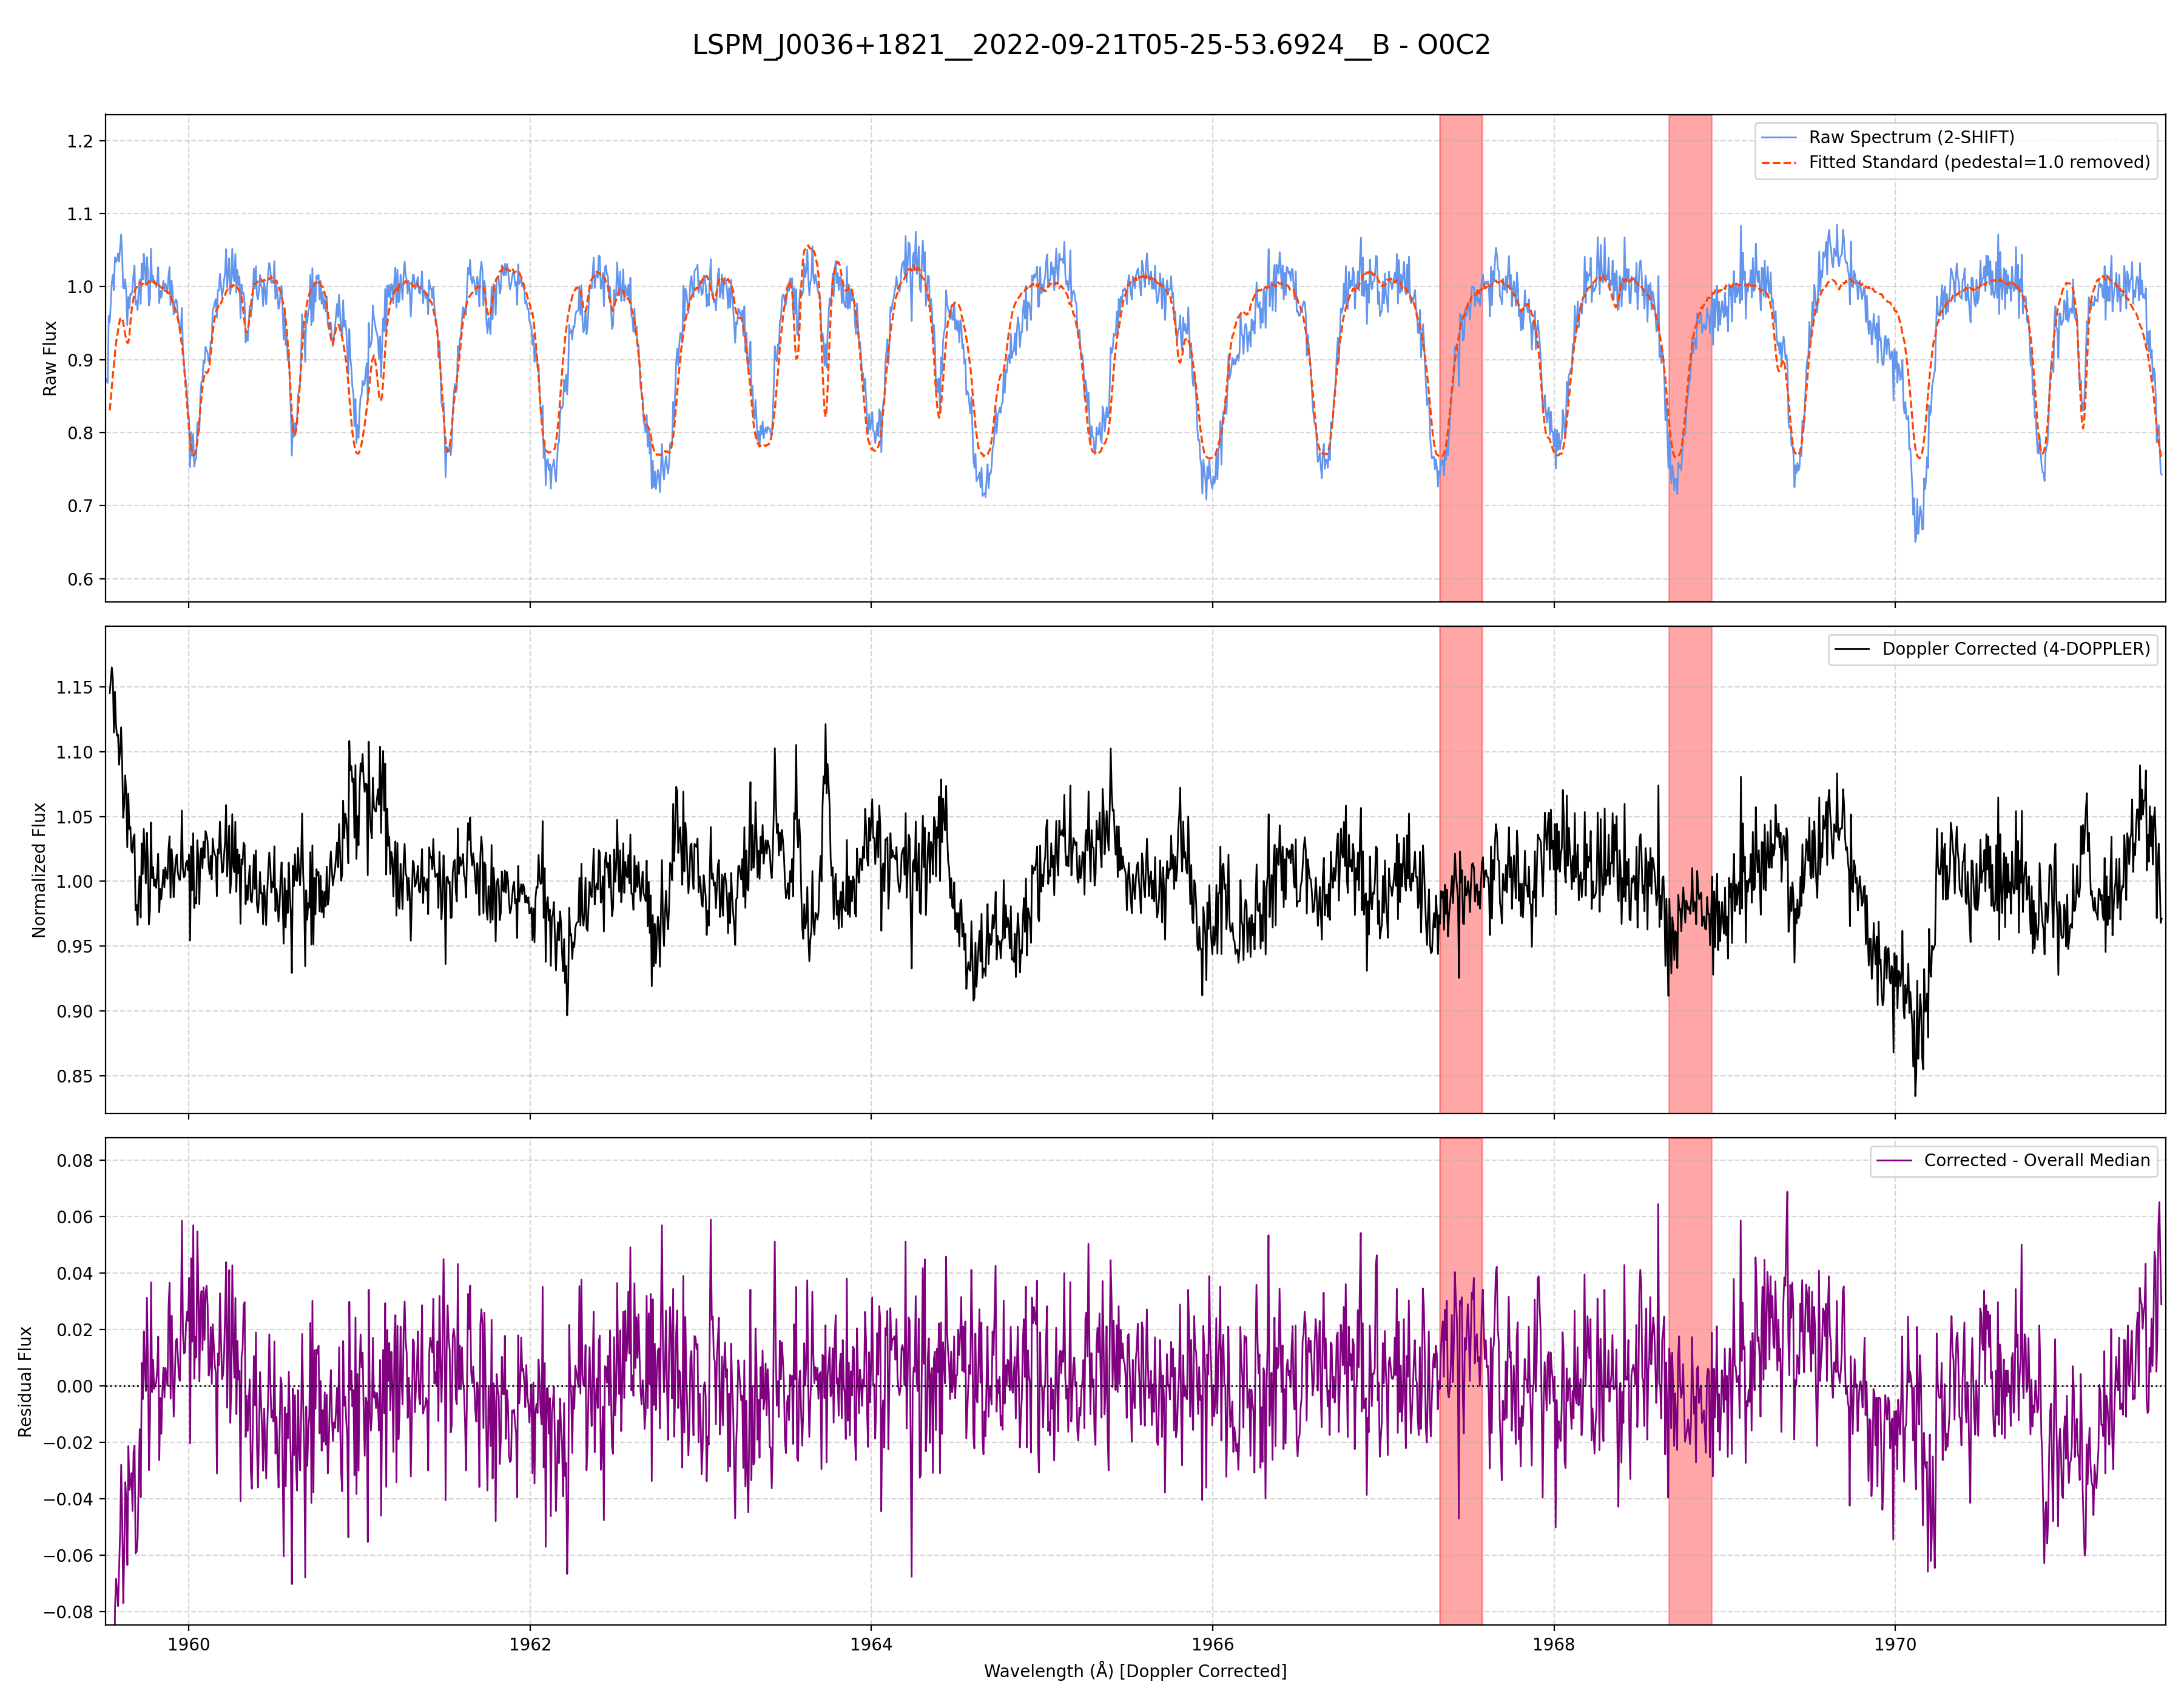 LSPM_J0036+1821__2022-09-21T05-25-53.6924__B - O0C2
Raw Flux
1.2
1.1
1.0
0.9
0.8
0.7
0.6
Raw Spectrum (2-SHIFT)
Fitted Standard (pedestal=1.0 removed)
Normalized Flux
1.15
1.10
1.05
1.00
0.95
0.90
0.85
Doppler Corrected (4-DOPPLER)
Residual Flux
0.08
0.06
0.04
0.02
0.00
−0.02
−0.04
−0.06
−0.08
Corrected - Overall Median
1960 1962 1964 1966 1968 1970
Wavelength (Å) [Doppler Corrected]